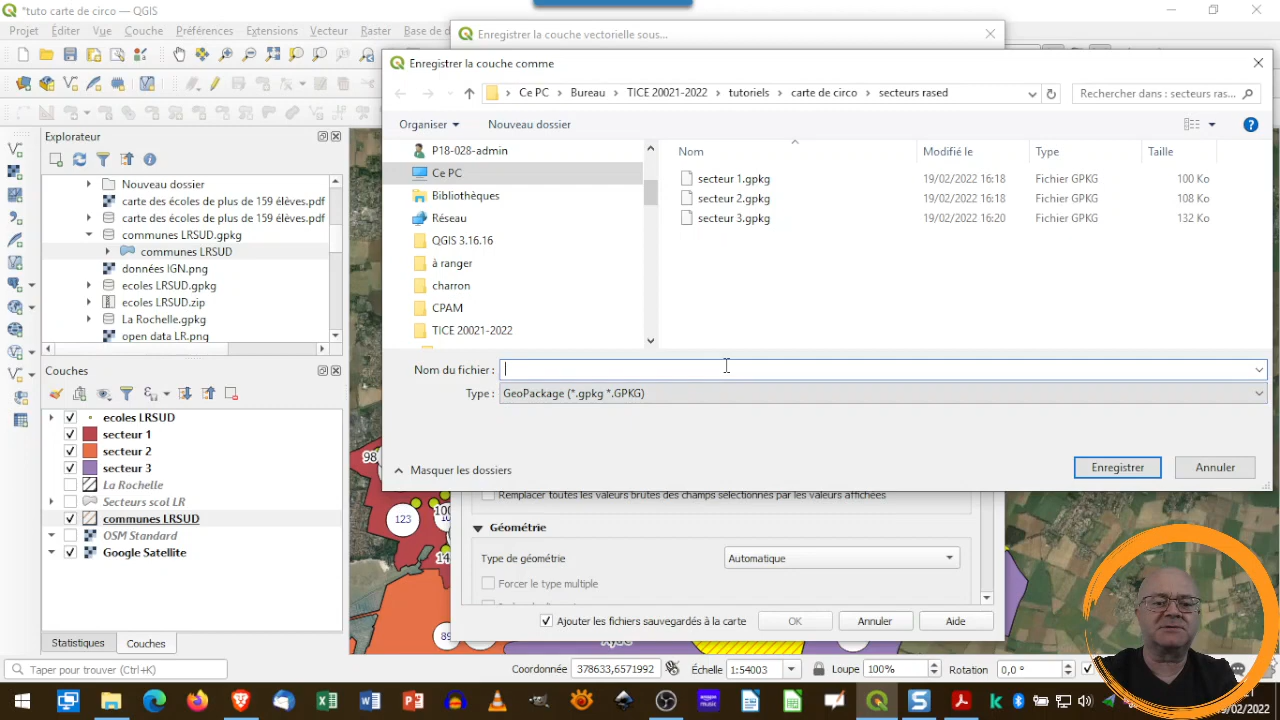 *tuto carte de circo — QGIS
Projet Éditer Vue Couche Préférences Extensions Vecteur Raster Base de d
Enregistrer la couche vectorielle sous...
Enregistrer la couche comme
Ce PC > Bureau > TICE 20021-2022 > tutoriels > carte de circo > secteurs rased
Rechercher dans : secteurs ras...
Organiser Nouveau dossier
Explorateur
Nouveau dossier
carte des écoles de plus de 159 élèves.pdf
carte des écoles de plus de 159 élèves.pdf
communes LRSUD.gpkg
communes LRSUD
données IGN.png
ecoles LRSUD.gpkg
ecoles LRSUD.zip
La Rochelle.gpkg
open data LR.png
P18-028-admin
Ce PC
Bibliothèques
Réseau
QGIS 3.16.16
à ranger
charron
CPAM
TICE 20021-2022
Nom Modifié le Type Taille
secteur 1.gpkg 19/02/2022 16:18 Fichier GPKG 100 Ko
secteur 2.gpkg 19/02/2022 16:18 Fichier GPKG 108 Ko
secteur 3.gpkg 19/02/2022 16:20 Fichier GPKG 132 Ko
Nom du fichier :
Type : GeoPackage (*.gpkg *.GPKG)
Masquer les dossiers
Enregistrer Annuler
Couches
ecoles LRSUD
secteur 1
secteur 2
secteur 3
La Rochelle
Secteurs scol LR
communes LRSUD
OSM Standard
Google Satellite
98
123
89
Remplacer toutes les valeurs brutes des champs sélectionnés par les valeurs affichées
Géométrie
Type de géométrie Automatique
Forcer le type multiple
Ajouter les fichiers sauvegardés à la carte OK Annuler Aide
Statistiques Couches
Taper pour trouver (Ctrl+K)
Coordonnée 378633,6571992 Échelle 1:54003 Loupe 100% Rotation 0,0 °
19/02/2022